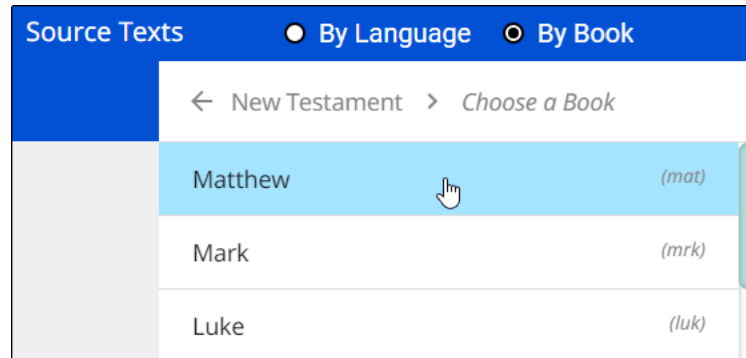 Source Texts By Language By Book
← New Testament > Choose a Book
Matthew (mat)
Mark (mrk)
Luke (luk)